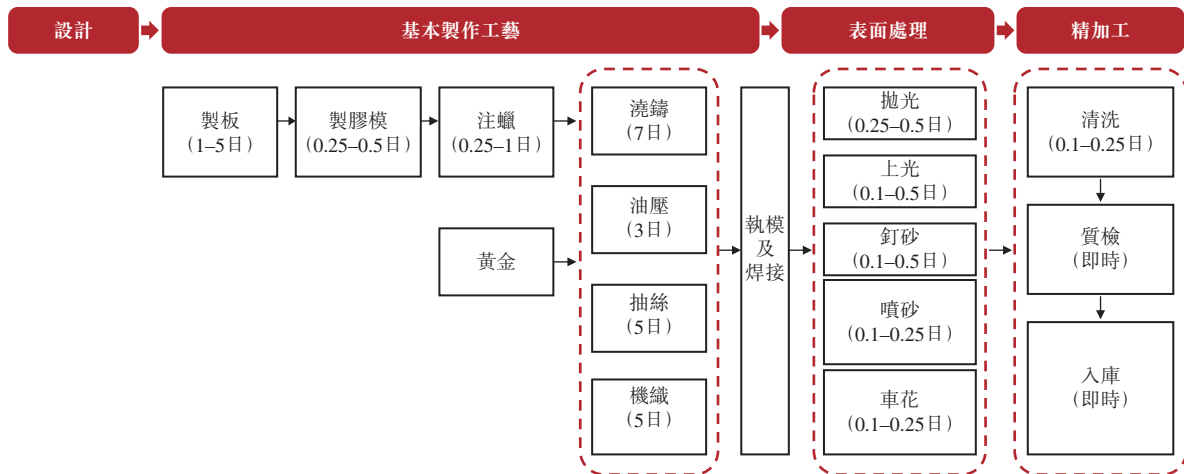 設計
基本製作工藝
表面處理
精加工
製板
(1–5日)
製膠模
(0.25–0.5日)
注蠟
(0.25–1日)
黃金
澆鑄
(7日)
油壓
(3日)
抽絲
(5日)
機織
(5日)
執模
及
焊接
拋光
(0.25–0.5日)
上光
(0.1–0.5日)
釘砂
(0.1–0.5日)
噴砂
(0.1–0.25日)
車花
(0.1–0.25日)
清洗
(0.1–0.25日)
質檢
(即時)
入庫
(即時)